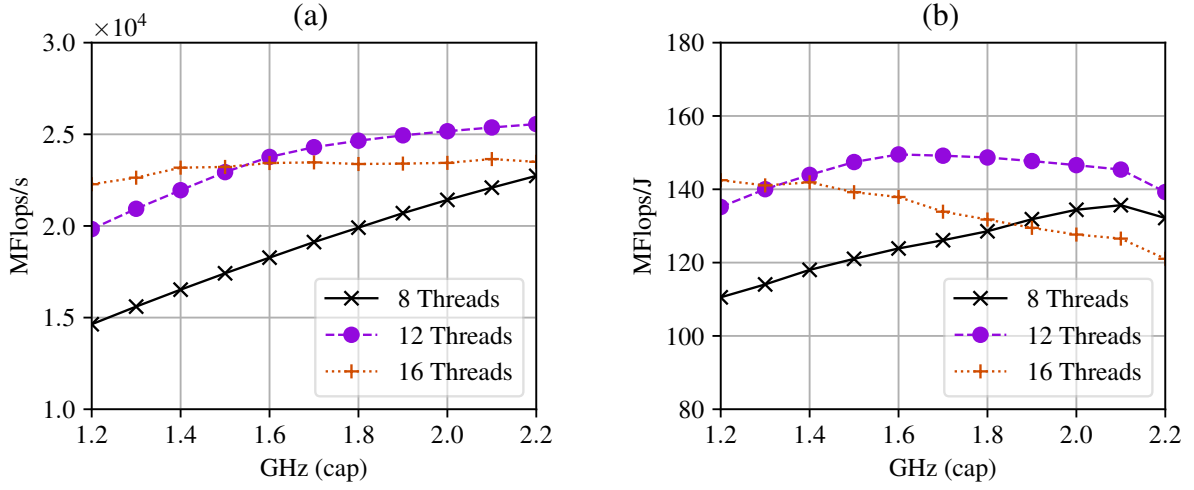 (a)
×10⁴
3.0
2.5
2.0
1.5
1.0
MFlops/s
1.2 1.4 1.6 1.8 2.0 2.2
GHz (cap)
8 Threads
12 Threads
16 Threads
(b)
180
160
140
120
100
80
MFlops/J
1.2 1.4 1.6 1.8 2.0 2.2
GHz (cap)
8 Threads
12 Threads
16 Threads